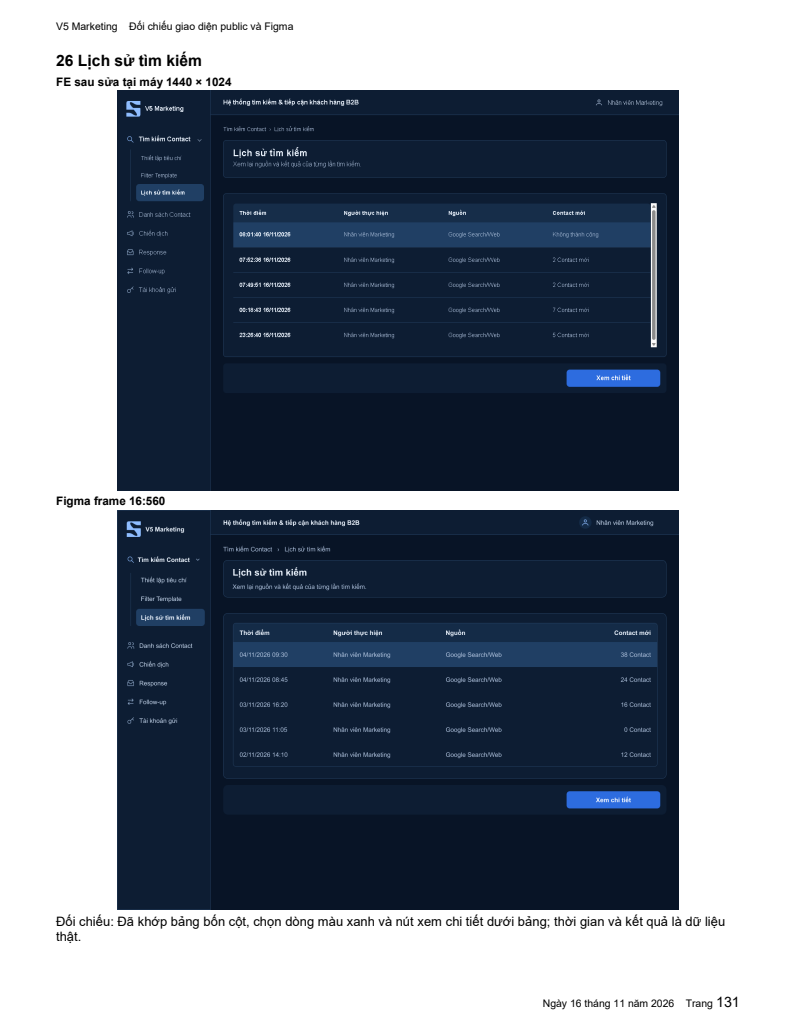 V5 Marketing Đối chiếu giao diện public và Figma
26 Lịch sử tìm kiếm
FE sau sửa tại máy 1440 × 1024
V5 Marketing
Hệ thống tìm kiếm & tiếp cận khách hàng B2B
Nhân viên Marketing
Tìm kiếm Contact
Thiết lập tiêu chí
Filter Template
Lịch sử tìm kiếm
Danh sách Contact
Chiến dịch
Response
Follow-up
Tài khoản gửi
Tìm kiếm Contact › Lịch sử tìm kiếm
Lịch sử tìm kiếm
Xem lại nguồn và kết quả của từng lần tìm kiếm.
Thời điểm Người thực hiện Nguồn Contact mới
08:01:40 16/11/2026 Nhân viên Marketing Google Search/Web Không thành công
07:52:36 16/11/2026 Nhân viên Marketing Google Search/Web 2 Contact mới
07:49:51 16/11/2026 Nhân viên Marketing Google Search/Web 2 Contact mới
00:18:43 16/11/2026 Nhân viên Marketing Google Search/Web 7 Contact mới
23:26:40 15/11/2026 Nhân viên Marketing Google Search/Web 5 Contact mới
Xem chi tiết
Figma frame 16:560
V5 Marketing
Hệ thống tìm kiếm & tiếp cận khách hàng B2B
Nhân viên Marketing
Tìm kiếm Contact
Thiết lập tiêu chí
Filter Template
Lịch sử tìm kiếm
Danh sách Contact
Chiến dịch
Response
Follow-up
Tài khoản gửi
Tìm kiếm Contact › Lịch sử tìm kiếm
Lịch sử tìm kiếm
Xem lại nguồn và kết quả của từng lần tìm kiếm.
Thời điểm Người thực hiện Nguồn Contact mới
04/11/2026 09:30 Nhân viên Marketing Google Search/Web 38 Contact
04/11/2026 08:45 Nhân viên Marketing Google Search/Web 24 Contact
03/11/2026 16:20 Nhân viên Marketing Google Search/Web 16 Contact
03/11/2026 11:05 Nhân viên Marketing Google Search/Web 0 Contact
02/11/2026 14:10 Nhân viên Marketing Google Search/Web 12 Contact
Xem chi tiết
Đối chiếu: Đã khớp bảng bốn cột, chọn dòng màu xanh và nút xem chi tiết dưới bảng; thời gian và kết quả là dữ liệu
thật.
Ngày 16 tháng 11 năm 2026 Trang 131